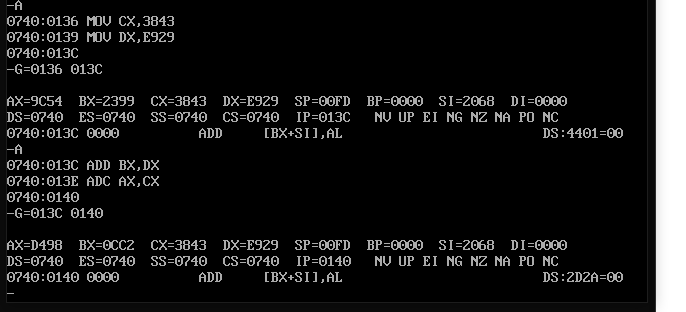 -A
0740:0136 MOV CX,3843
0740:0139 MOV DX,E929
0740:013C
-G=0136 013C
AX=9C54 BX=2399 CX=3843 DX=E929 SP=00FD BP=0000 SI=2068 DI=0000
DS=0740 ES=0740 SS=0740 CS=0740 IP=013C NV UP EI NG NZ NA PO NC
0740:013C 0000 ADD [BX+SI],AL DS:4401=00
-A
0740:013C ADD BX,DX
0740:013E ADC AX,CX
0740:0140
-G=013C 0140
AX=D498 BX=0CC2 CX=3843 DX=E929 SP=00FD BP=0000 SI=2068 DI=0000
DS=0740 ES=0740 SS=0740 CS=0740 IP=0140 NV UP EI NG NZ NA PO NC
0740:0140 0000 ADD [BX+SI],AL DS:2D2A=00
-